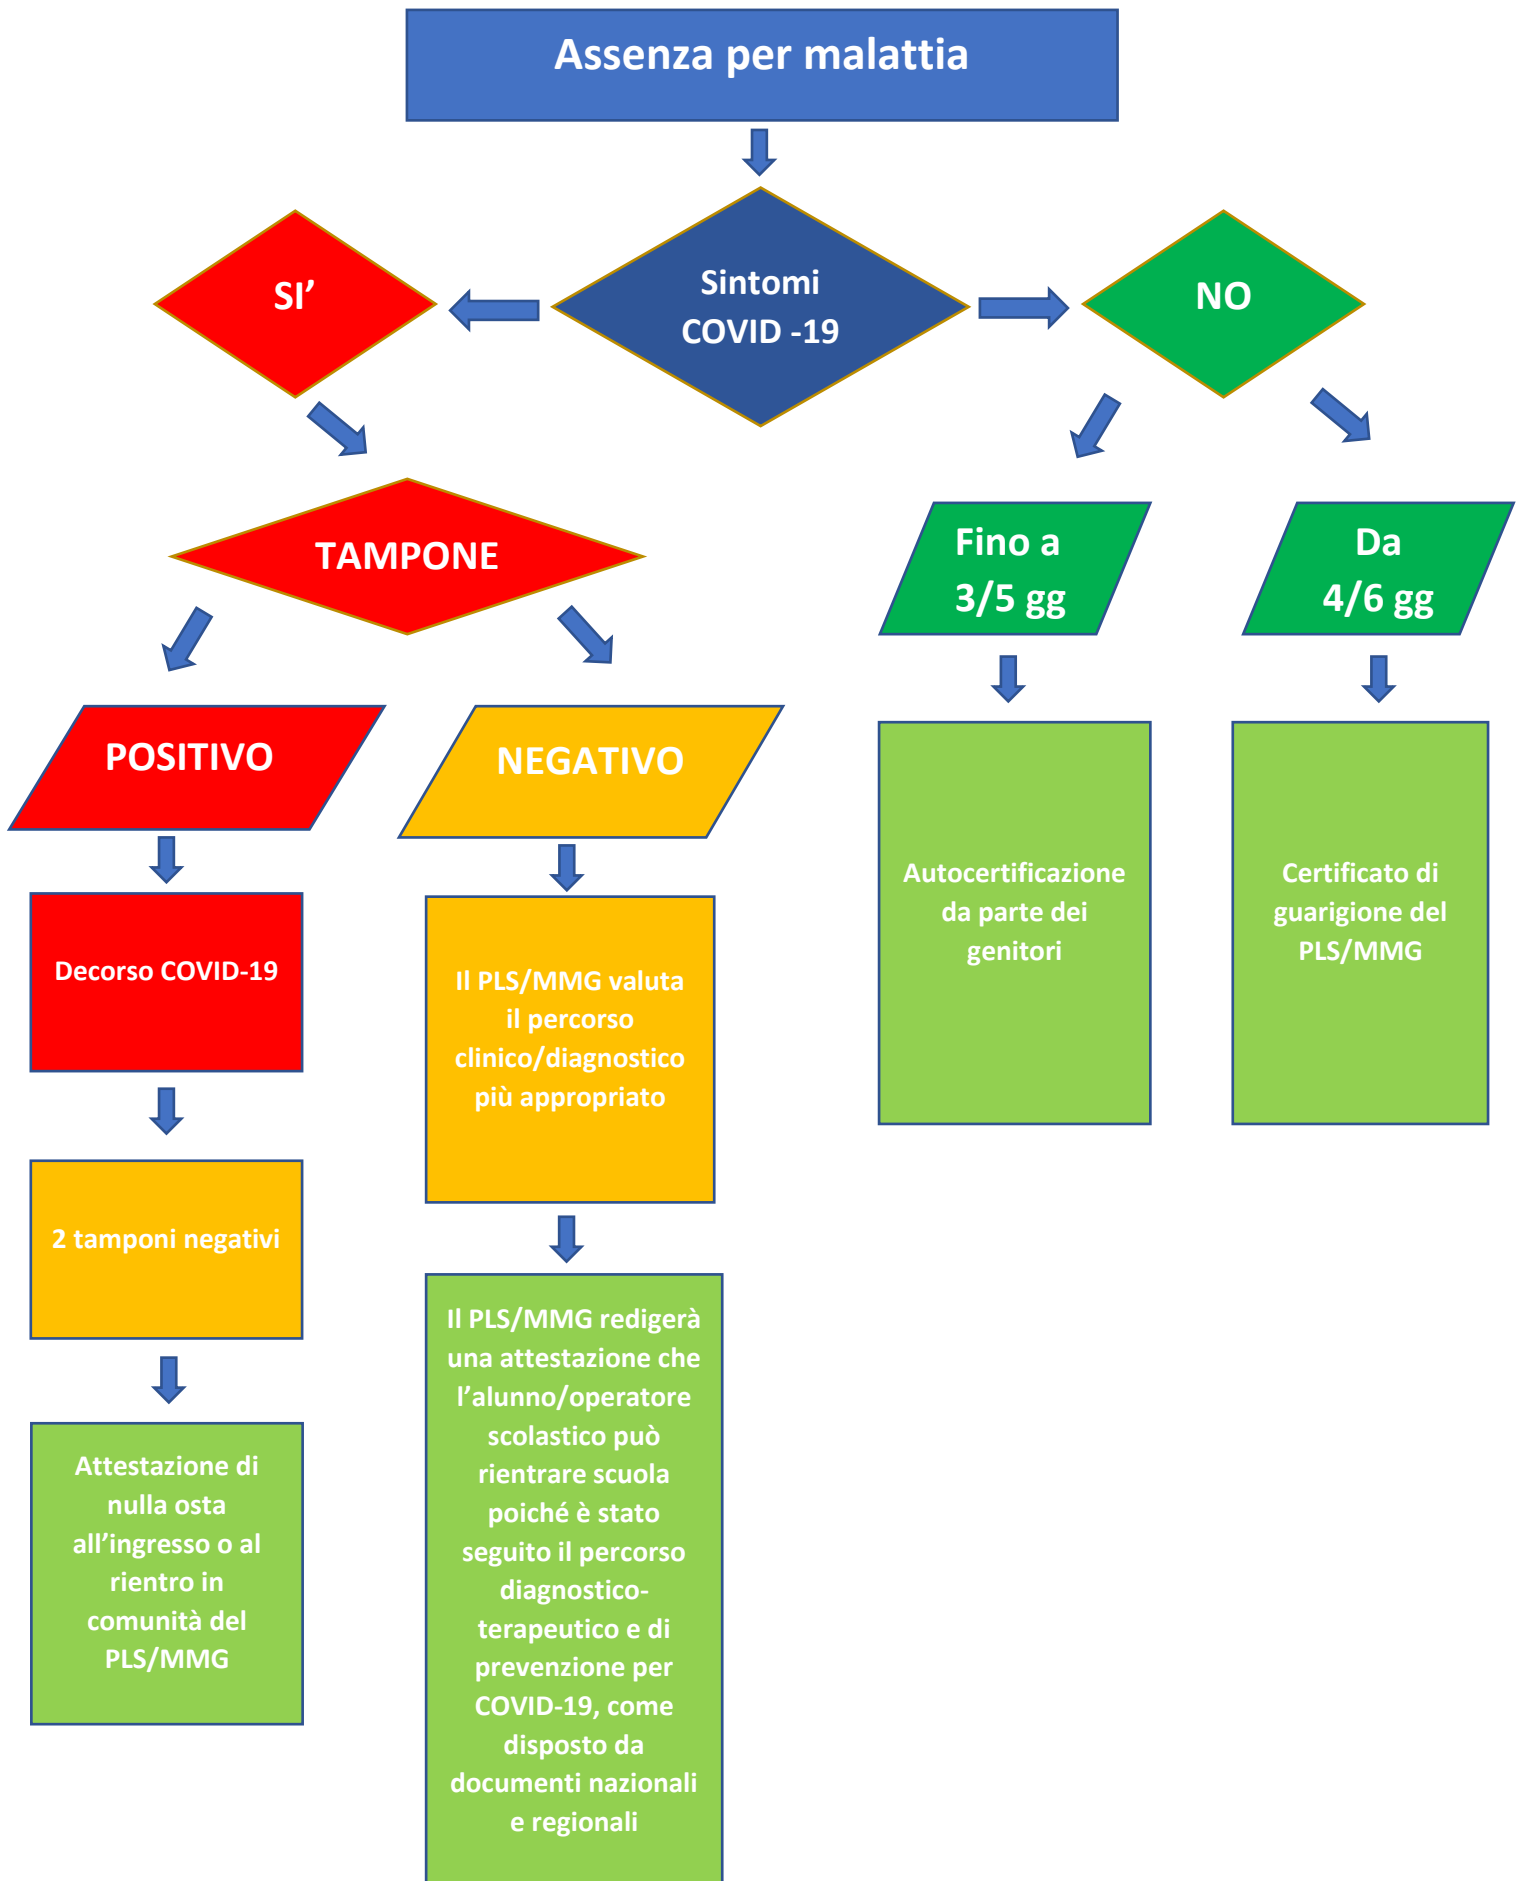 Assenza per malattia
SI’
Sintomi
COVID -19
NO
TAMPONE
Fino a
3/5 gg
Da
4/6 gg
POSITIVO
NEGATIVO
Decorso COVID-19
2 tamponi negativi
Attestazione di
nulla osta
all’ingresso o al
rientro in
comunità del
PLS/MMG
Il PLS/MMG valuta
il percorso
clinico/diagnostico
più appropriato
Il PLS/MMG redigerà
una attestazione che
l’alunno/operatore
scolastico può
rientrare scuola
poiché è stato
seguito il percorso
diagnostico-
terapeutico e di
prevenzione per
COVID-19, come
disposto da
documenti nazionali
e regionali
Autocertificazione
da parte dei
genitori
Certificato di
guarigione del
PLS/MMG